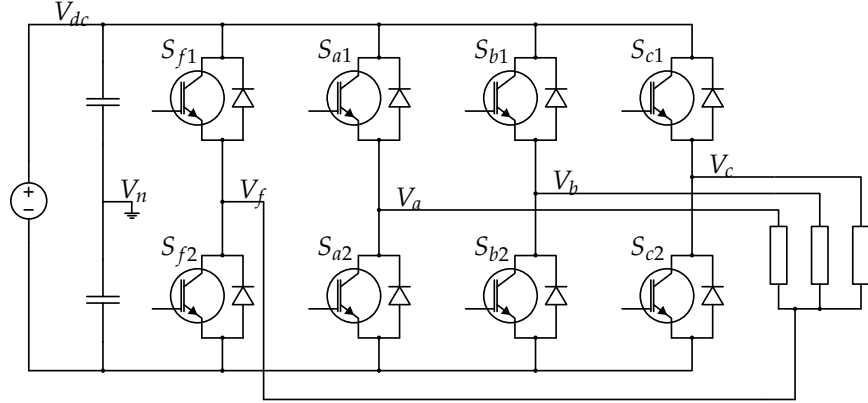 V_dc
S_f1 S_a1 S_b1 S_c1
V_n V_f V_a V_b V_c
S_f2 S_a2 S_b2 S_c2
+
−